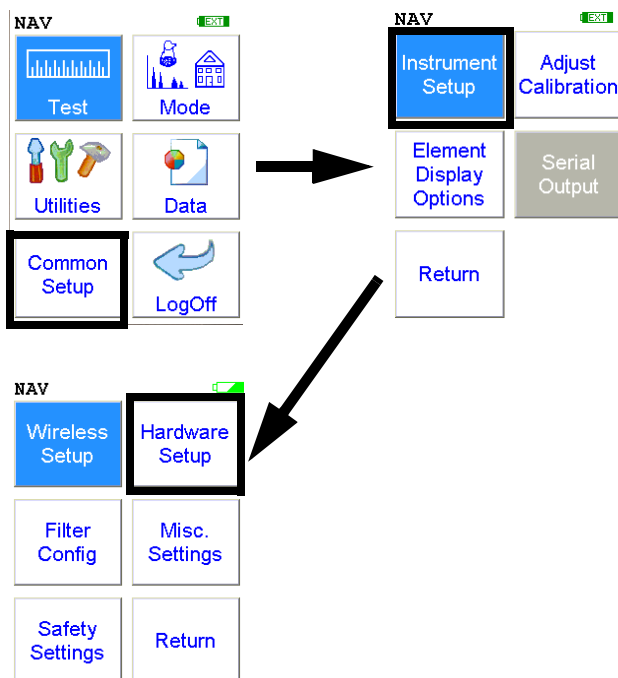 NAV
EXT
Test
Mode
Utilities
Data
Common
Setup
LogOff
NAV
EXT
Instrument
Setup
Adjust
Calibration
Element
Display
Options
Serial
Output
Return
NAV
Wireless
Setup
Hardware
Setup
Filter
Config
Misc.
Settings
Safety
Settings
Return